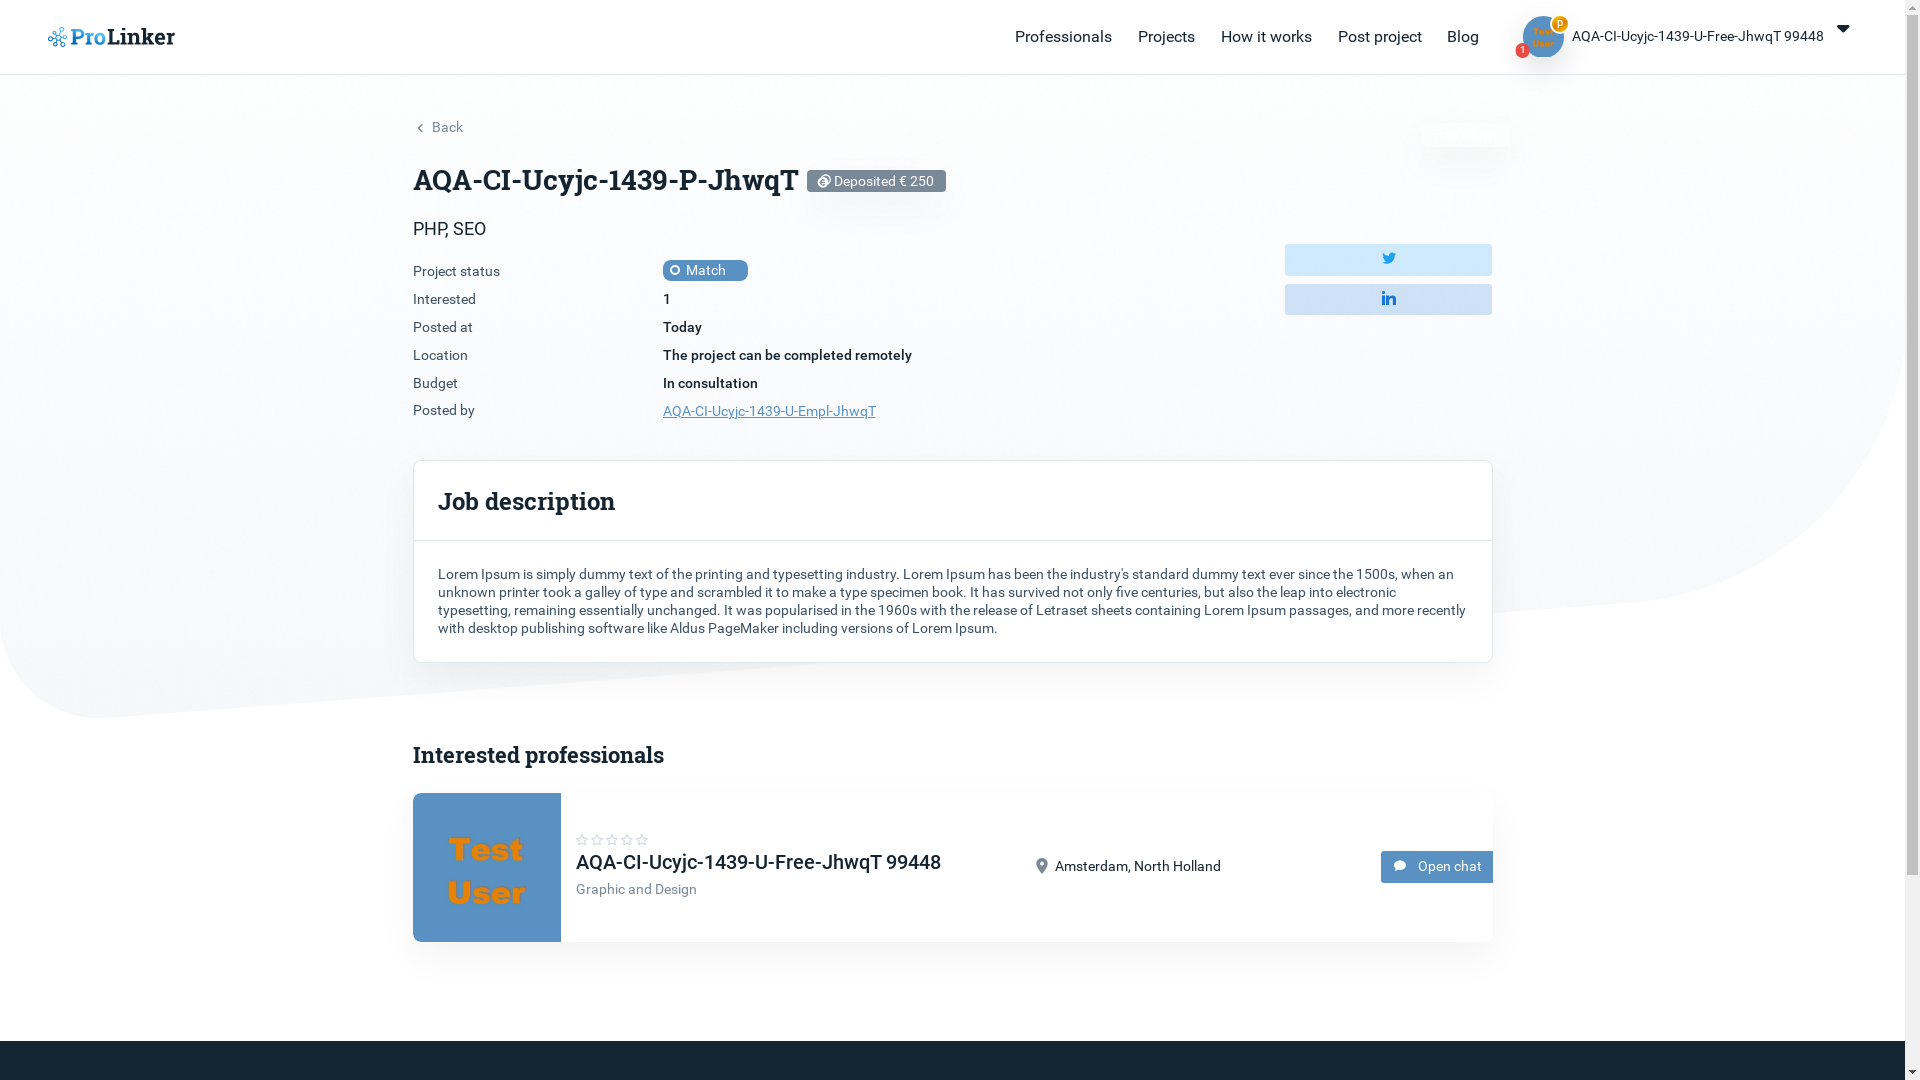 ProLinker
Professionals
Projects
How it works
Post project
Blog
p
1
AQA-CI-Ucyjc-1439-U-Free-JhwqT 99448
Back
AQA-CI-Ucyjc-1439-P-JhwqT
Deposited € 250
PHP, SEO
Project status
Match
Interested
1
Posted at
Today
Location
The project can be completed remotely
Budget
In consultation
Posted by
AQA-CI-Ucyjc-1439-U-Empl-JhwqT
Job description
Lorem Ipsum is simply dummy text of the printing and typesetting industry. Lorem Ipsum has been the industry's standard dummy text ever since the 1500s, when an
unknown printer took a galley of type and scrambled it to make a type specimen book. It has survived not only five centuries, but also the leap into electronic
typesetting, remaining essentially unchanged. It was popularised in the 1960s with the release of Letraset sheets containing Lorem Ipsum passages, and more recently
with desktop publishing software like Aldus PageMaker including versions of Lorem Ipsum.
Interested professionals
Test
User
AQA-CI-Ucyjc-1439-U-Free-JhwqT 99448
Graphic and Design
Amsterdam, North Holland
Open chat